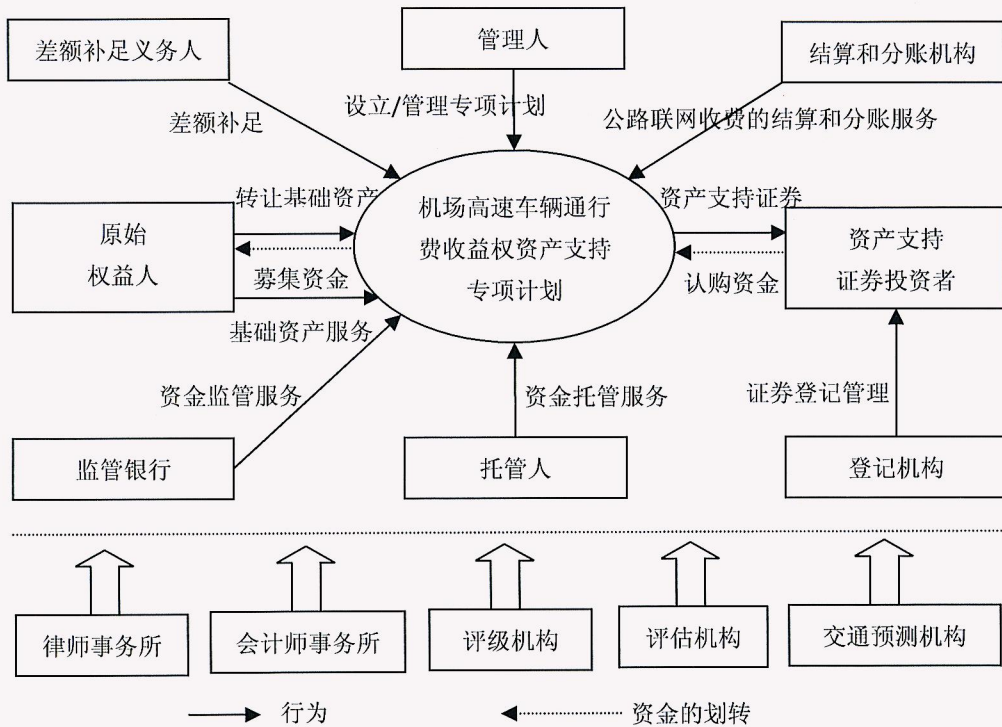 差额补足义务人
管理人
结算和分账机构
差额补足
设立/管理专项计划
公路联网收费的结算和分账服务
转让基础资产
资产支持证券
原始
权益人
机场高速车辆通行
费收益权资产支持
专项计划
资产支持
证券投资者
募集资金
认购资金
基础资产服务
资金监管服务
资金托管服务
证券登记管理
监管银行
托管人
登记机构
律师事务所
会计师事务所
评级机构
评估机构
交通预测机构
行为
资金的划转